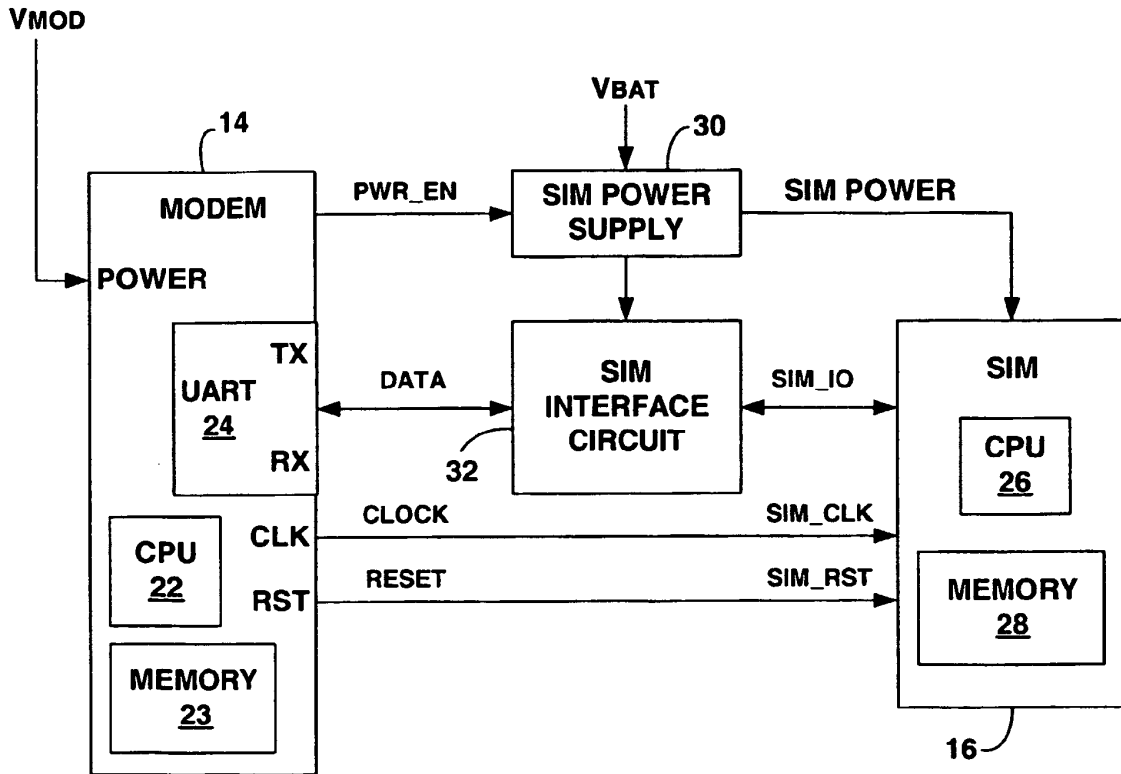 VMOD
VBAT
14
30
MODEM
PWR_EN
SIM POWER
SUPPLY
SIM POWER
POWER
TX
UART
24
RX
DATA
SIM
INTERFACE
CIRCUIT
32
SIM_IO
SIM
CPU
26
CLK
CLOCK
SIM_CLK
CPU
22
RST
RESET
SIM_RST
MEMORY
28
MEMORY
23
16